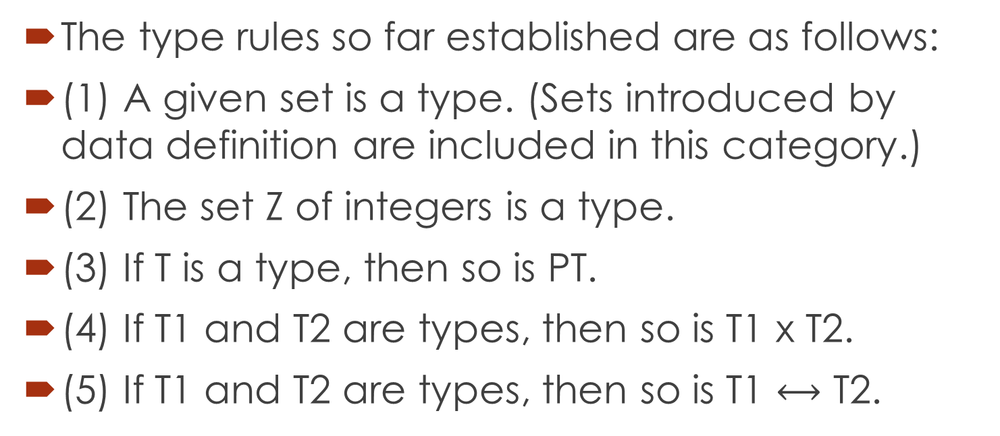 The type rules so far established are as follows:
(1) A given set is a type. (Sets introduced by
data definition are included in this category.)
(2) The set Z of integers is a type.
(3) If T is a type, then so is PT.
(4) If T1 and T2 are types, then so is T1 x T2.
(5) If T1 and T2 are types, then so is T1 ⟷ T2.